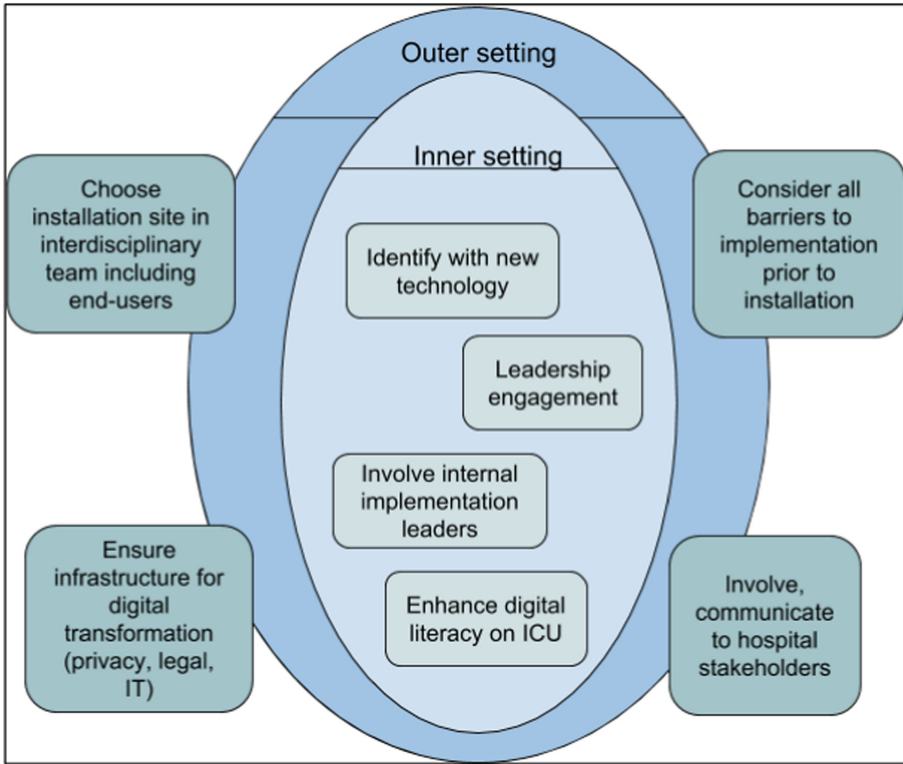 Outer setting
Inner setting
Choose
installation site in
interdisciplinary
team including
end-users
Consider all
barriers to
implementation
prior to
installation
Identify with new
technology
Leadership
engagement
Involve internal
implementation
leaders
Enhance digital
literacy on ICU
Ensure
infrastructure for
digital
transformation
(privacy, legal,
IT)
Involve,
communicate
to hospital
stakeholders